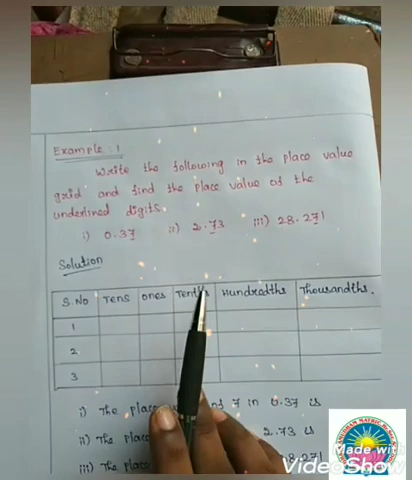 Example 1
Write the following in the place value
grid and find the place value of the
underlined digits.
i) 0.37 ii) 2.73 iii) 28.271
Solution
S.No Tens ones Tenths Hundredths Thousandths.
1
2
3
i) The place of 7 in 0.37 is
ii) The place 2.73 is
iii) The place 28.271
Made with
VideoShow